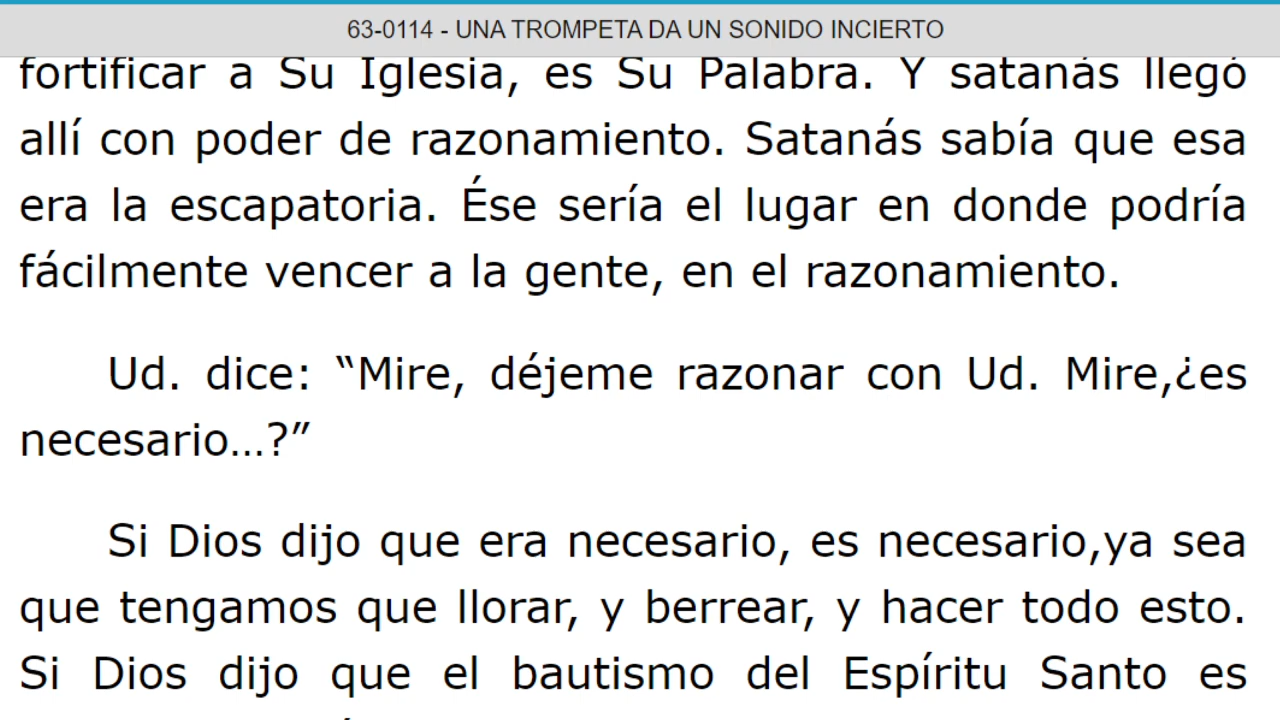 63-0114 - UNA TROMPETA DA UN SONIDO INCIERTO
fortificar a Su Iglesia, es Su Palabra. Y satanás llegó
allí con poder de razonamiento. Satanás sabía que esa
era la escapatoria. Ése sería el lugar en donde podría
fácilmente vencer a la gente, en el razonamiento.
Ud. dice: “Mire, déjeme razonar con Ud. Mire,¿es
necesario…?”
Si Dios dijo que era necesario, es necesario,ya sea
que tengamos que llorar, y berrear, y hacer todo esto.
Si Dios dijo que el bautismo del Espíritu Santo es